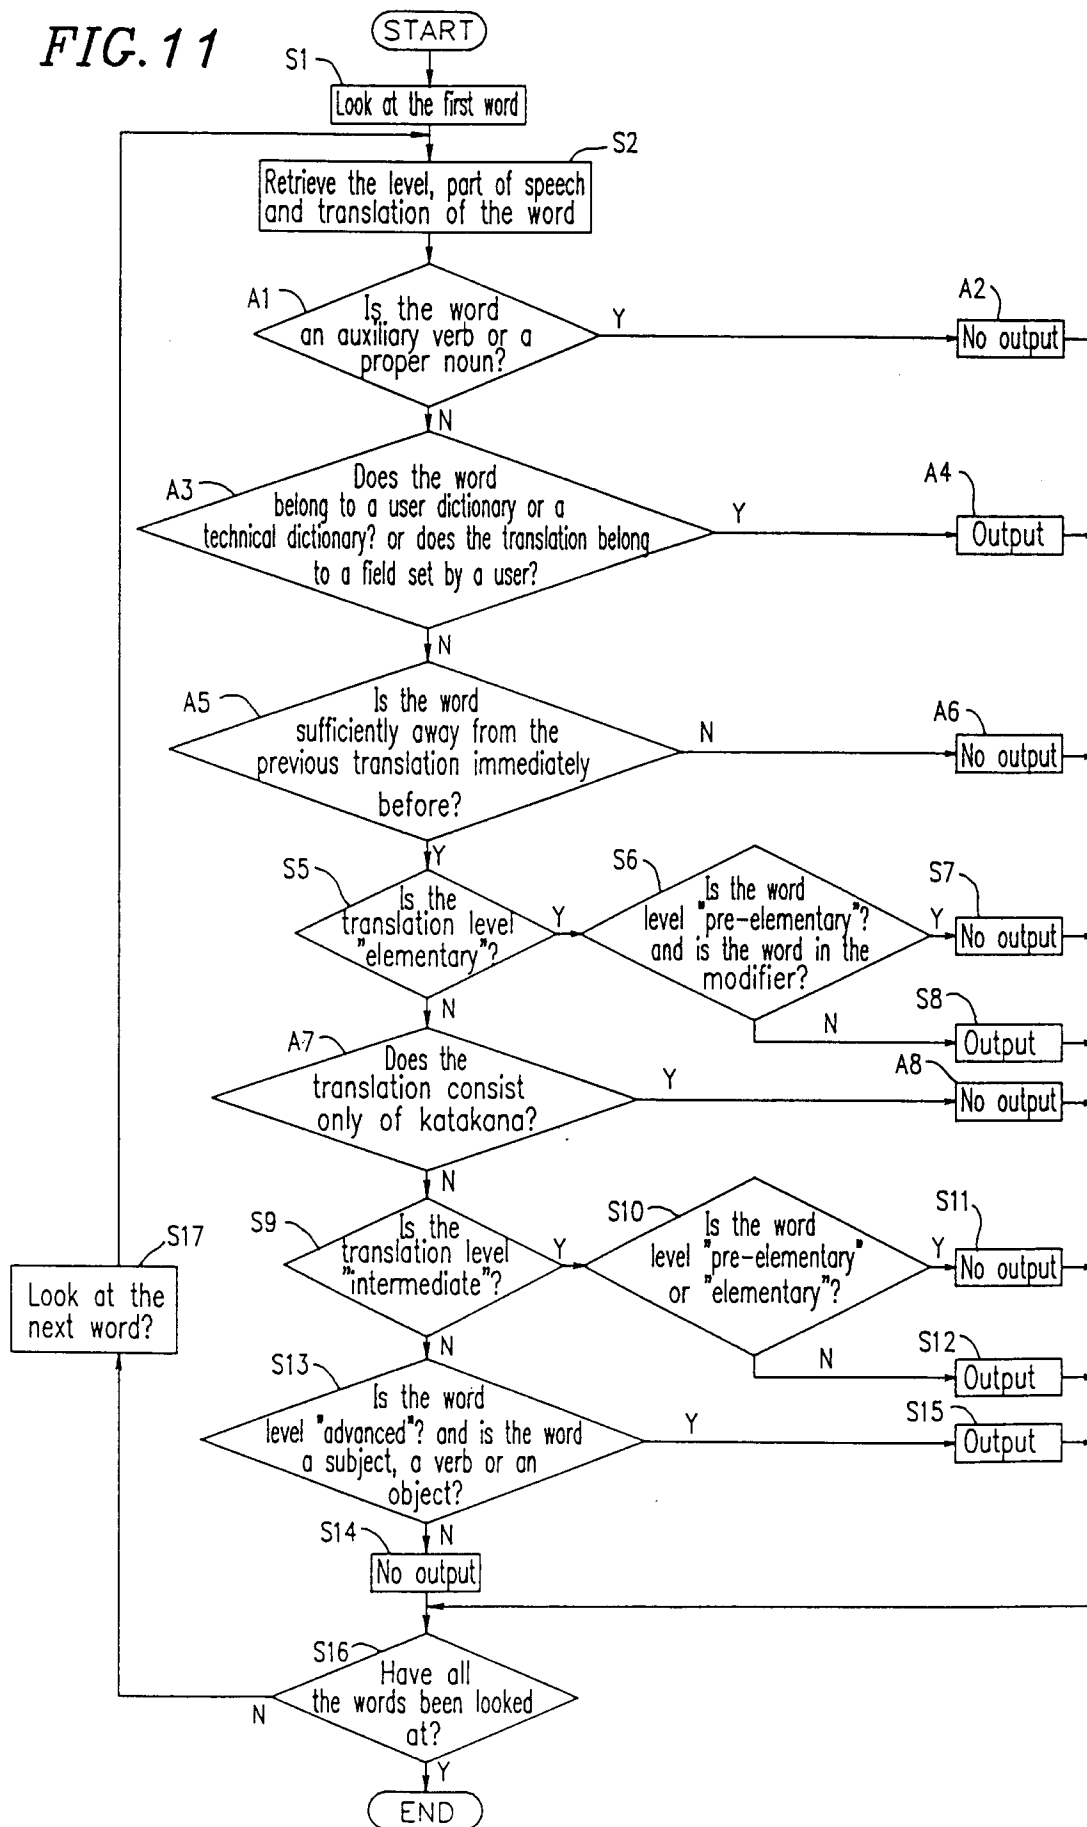 FIG.11
START
S1
Look at the first word
S2
Retrieve the level, part of speech
and translation of the word
A1
Is the word
an auxiliary verb or a
proper noun?
Y
A2
No output
N
A3
Does the word
belong to a user dictionary or a
technical dictionary? or does the translation belong
to a field set by a user?
Y
A4
Output
N
A5
Is the word
sufficiently away from the
previous translation immediately
before?
N
A6
No output
Y
S5
Is the
translation level
"elementary"?
Y
S6
Is the word
level "pre-elementary"?
and is the word in the
modifier?
Y
S7
No output
N
S8
Output
N
A7
Does the
translation consist
only of katakana?
Y
A8
No output
N
S9
Is the
translation level
"intermediate"?
Y
S10
Is the word
level "pre-elementary"
or "elementary"?
Y
S11
No output
N
S12
Output
N
S13
Is the word
level "advanced"? and is the word
a subject, a verb or an
object?
Y
S15
Output
N
S14
No output
S16
Have all
the words been looked
at?
N
S17
Look at the
next word?
Y
END